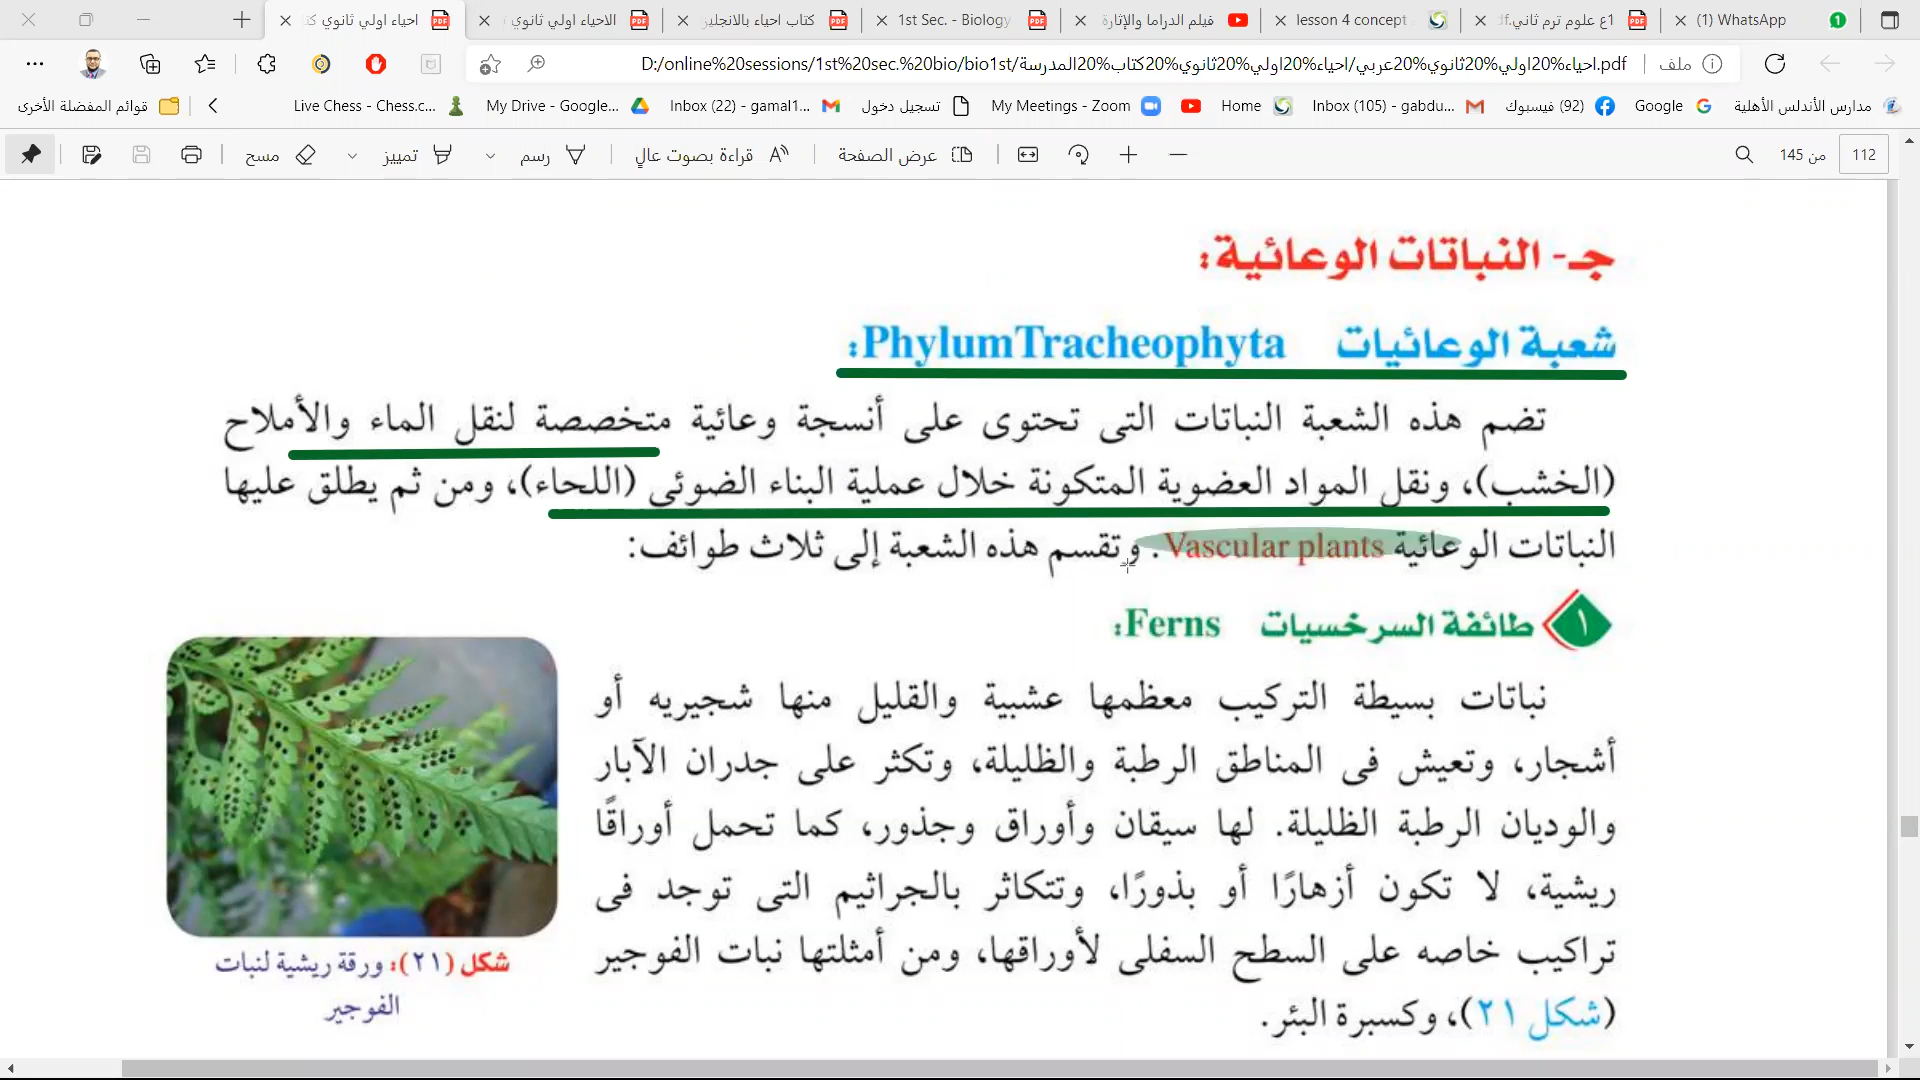 احياء اولي ثانوي كت
الاحياء اولي ثانوي
كتاب احياء بالانجليز
1st Sec. - Biology
فيلم الدراما والإثارة
lesson 4 concept
1ع علوم ترم ثاني.df
(1) WhatsApp
D:/online%20sessions/1st%20sec.%20bio/bio1st/احياء%20اولي%20ثانوي%20عربي/احياء%20اولي%20ثانوي%20كتاب%20المدرسة.pdf
ملف
مدارس الأندلس الأهلية
Google
(92) فيسبوك
Inbox (105) - gabdu...
Home
My Meetings - Zoom
تسجيل دخول
Inbox (22) - gamal1...
My Drive - Google...
Live Chess - Chess.c...
قوائم المفضلة الأخرى
112
من 145
عرض الصفحة
قراءة بصوت عالٍ
رسم
تمييز
مسح
جـ- النباتات الوعائية:
شعبة الوعائيات PhylumTracheophyta:
تضم هذه الشعبة النباتات التى تحتوى على أنسجة وعائية متخصصة لنقل الماء والأملاح
(الخشب)، ونقل المواد العضوية المتكونة خلال عملية البناء الضوئى (اللحاء)، ومن ثم يطلق عليها
النباتات الوعائية Vascular plants. وتقسم هذه الشعبة إلى ثلاث طوائف:
١ طائفة السرخسيات Ferns:
نباتات بسيطة التركيب معظمها عشبية والقليل منها شجيريه أو
أشجار، وتعيش فى المناطق الرطبة والظليلة، وتكثر على جدران الآبار
والوديان الرطبة الظليلة. لها سيقان وأوراق وجذور، كما تحمل أوراقًا
ريشية، لا تكون أزهارًا أو بذورًا، وتتكاثر بالجراثيم التى توجد فى
تراكيب خاصه على السطح السفلى لأوراقها، ومن أمثلتها نبات الفوجير
(شكل ٢١)، وكسبرة البئر.
شكل (٢١): ورقة ريشية لنبات
الفوجير